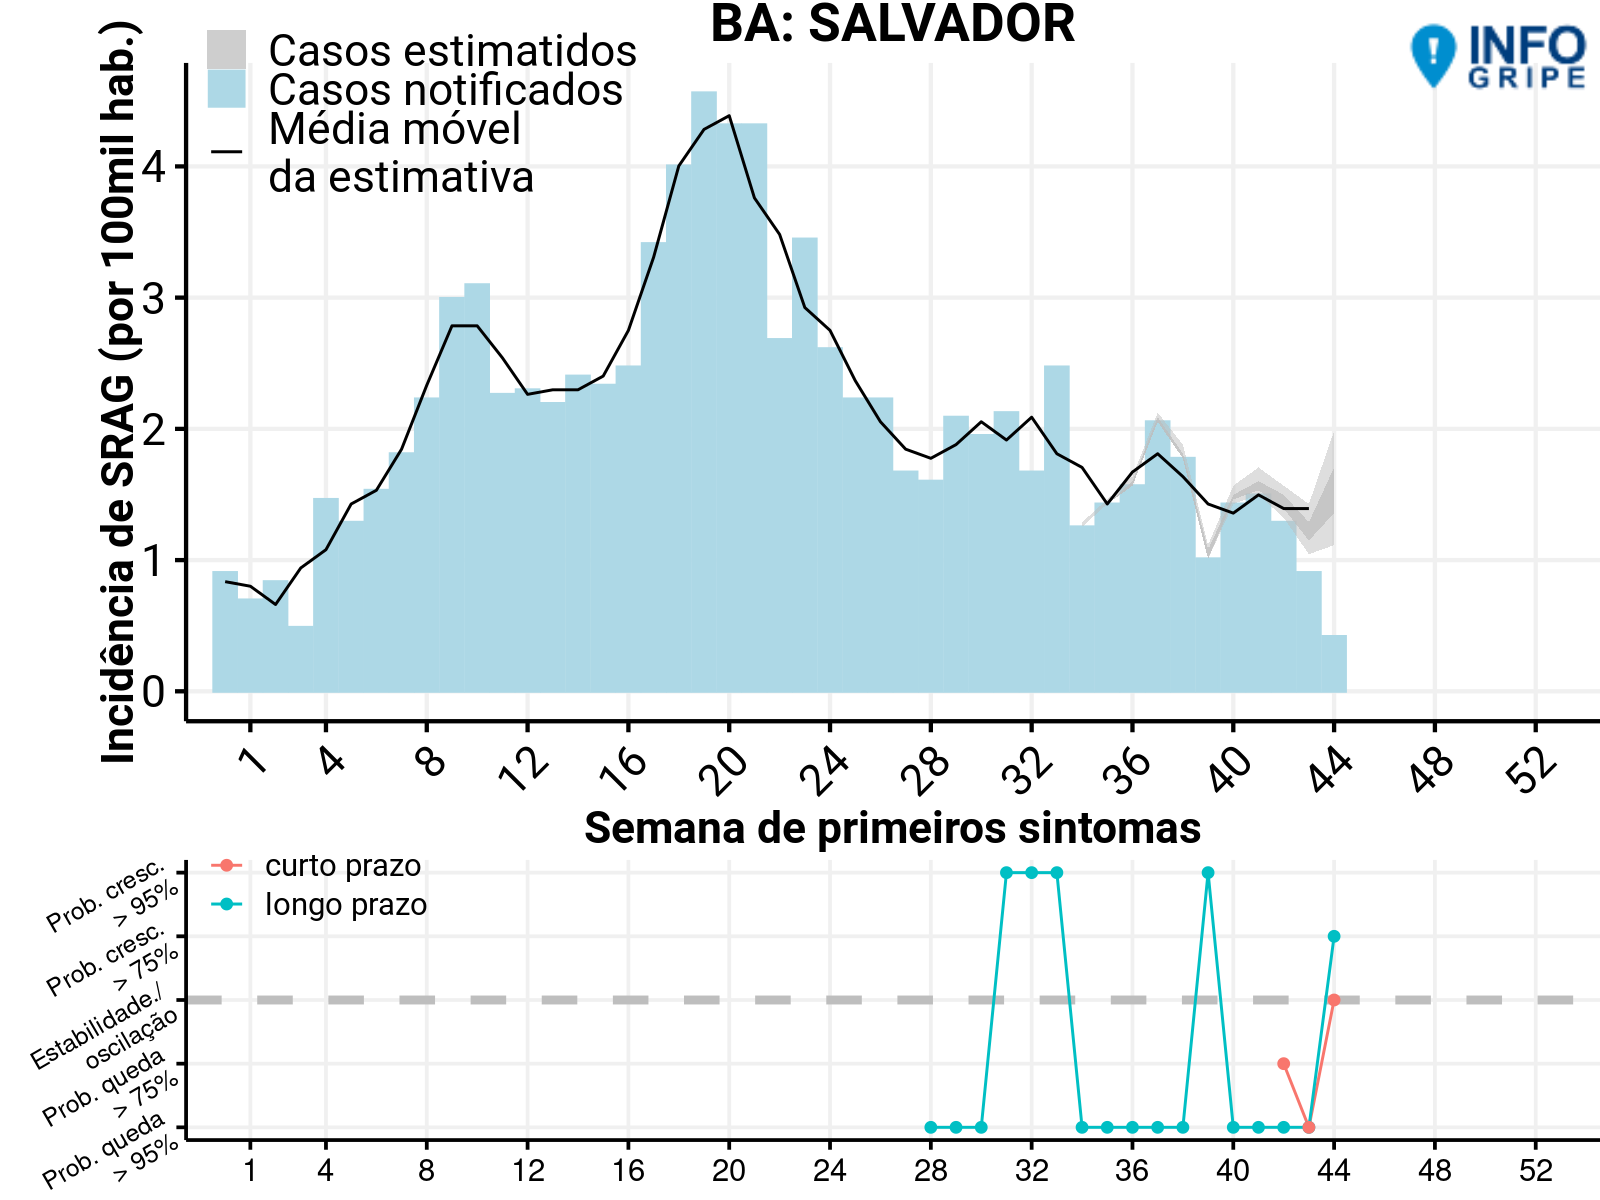 BA: SALVADOR
INFO
GRIPE
Casos estimatidos
Casos notificados
Média móvel
da estimativa
Incidência de SRAG (por 100mil hab.)
4
3
2
1
0
1 4 8 12 16 20 24 28 32 36 40 44 48 52
Semana de primeiros sintomas
curto prazo
longo prazo
Prob. cresc.
> 95%
Prob. cresc.
> 75%
Estabilidade./
oscilação
Prob. queda
> 75%
Prob. queda
> 95%
1 4 8 12 16 20 24 28 32 36 40 44 48 52